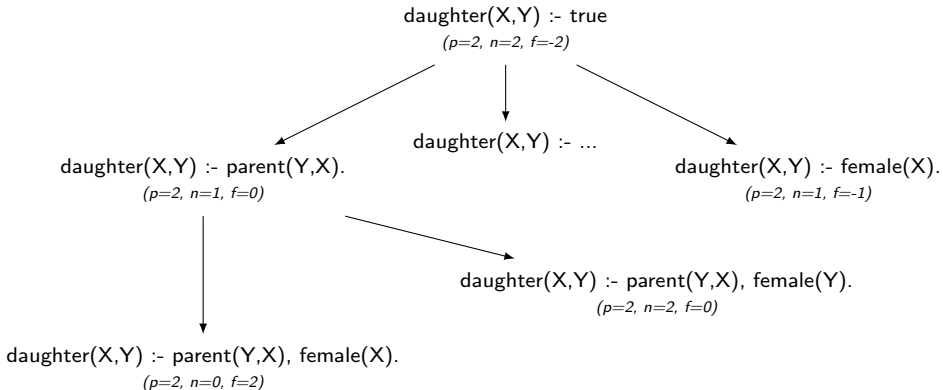 daughter(X,Y) :- true
(p=2, n=2, f=-2)
daughter(X,Y) :- ...
daughter(X,Y) :- parent(Y,X).
(p=2, n=1, f=0)
daughter(X,Y) :- female(X).
(p=2, n=1, f=-1)
daughter(X,Y) :- parent(Y,X), female(Y).
(p=2, n=2, f=0)
daughter(X,Y) :- parent(Y,X), female(X).
(p=2, n=0, f=2)